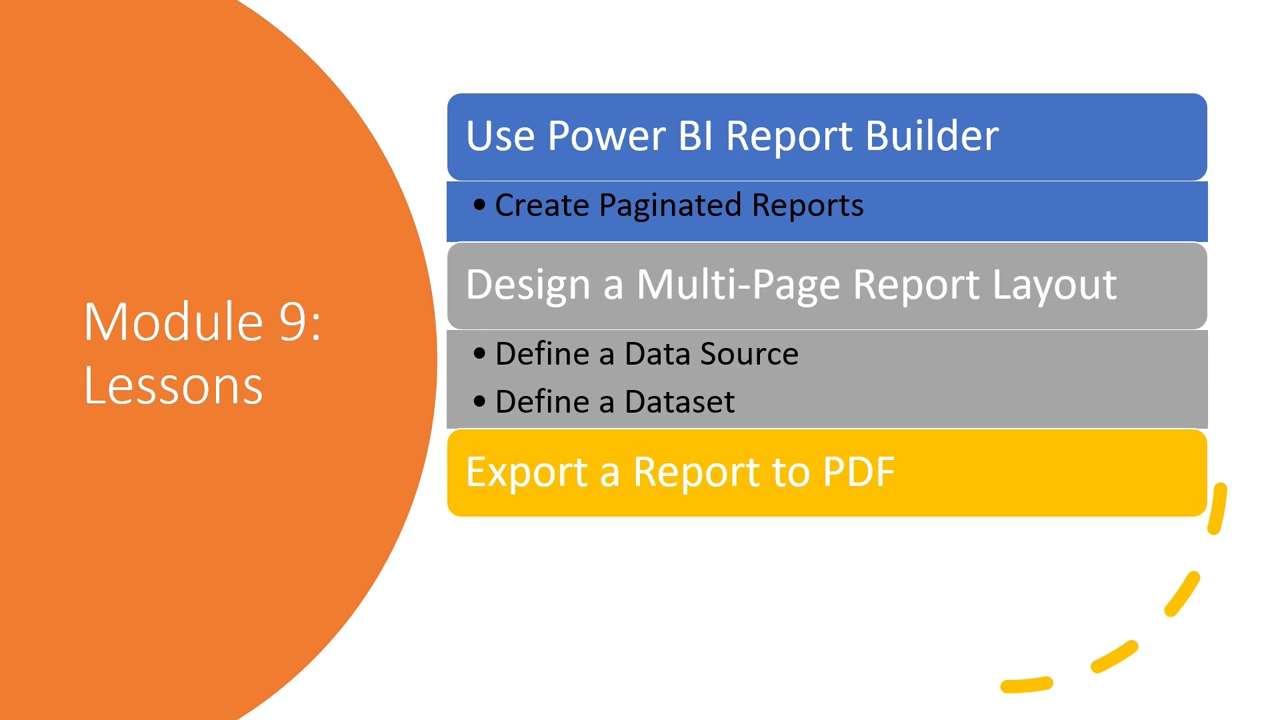 Module 9:
Lessons
Use Power BI Report Builder
• Create Paginated Reports
Design a Multi-Page Report Layout
• Define a Data Source
• Define a Dataset
Export a Report to PDF